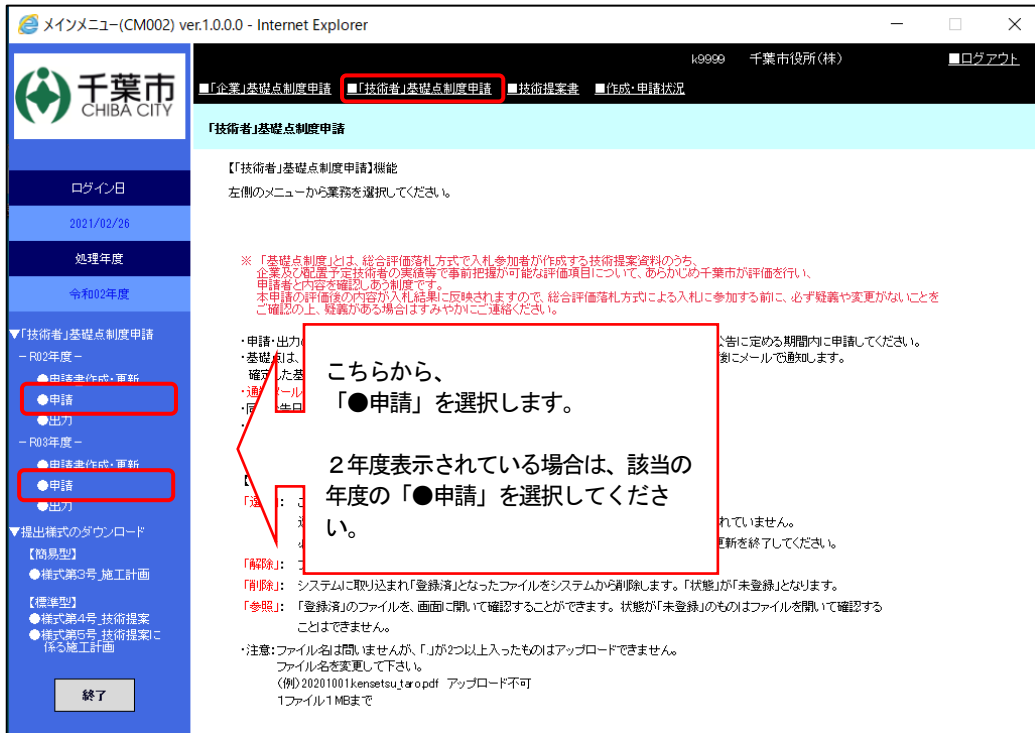 メインメニュー(CM002) ver.1.0.0.0 - Internet Explorer
千葉市
CHIBA CITY
k9999 千葉市役所(株) ■ログアウト
■「企業」基礎点制度申請 ■「技術者」基礎点制度申請 ■技術提案書 ■作成・申請状況
「技術者」基礎点制度申請
ログイン日
2021/02/26
処理年度
令和02年度
▼「技術者」基礎点制度申請
－R02年度－
●申請書作成・更新
●申請
●出力
－R03年度－
●申請書作成・更新
●申請
●出力
▼提出様式のダウンロード
【簡易型】
●様式第3号_施工計画
【標準型】
●様式第4号_技術提案
●様式第5号_技術提案に
係る施工計画
終了
【「技術者」基礎点制度申請】機能
左側のメニューから業務を選択してください。
※「基礎点制度」とは、総合評価落札方式で入札参加者が作成する技術提案資料のうち、
企業及び配置予定技術者の実績等で事前把握が可能な評価項目について、あらかじめ千葉市が評価を行い、
申請者と内容を確認しあう制度です。
本申請の評価後の内容が入札結果に反映されますので、総合評価落札方式による入札に参加する前に、必ず疑義や変更がないことを
ご確認の上、疑義がある場合はすみやかにご連絡ください。
・申請・出力 告に定める期間内に申請してください。
・基礎点は、 後にメールで通知します。
確定した基
こちらから、
「●申請」を選択します。
２年度表示されている場合は、該当の
年度の「●申請」を選択してくださ
い。
れていません。
更新を終了してください。
「解除」:
「削除」: システムに取り込まれ「登録済」となったファイルをシステムから削除します。「状態」が「未登録」となります。
「参照」: 「登録済」のファイルを、画面に開いて確認することができます。状態が「未登録」のものはファイルを開いて確認する
ことはできません。
・注意:ファイル名は問いませんが、「.」が2つ以上入ったものはアップロードできません。
ファイル名を変更して下さい。
(例)20201001.kensetsu_taro.pdf アップロード不可
1ファイル1MBまで